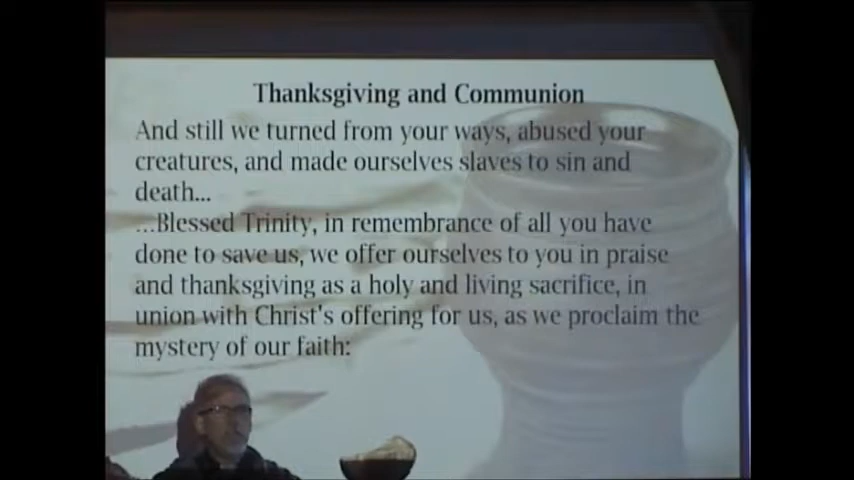 Thanksgiving and Communion
And still we turned from your ways, abused your
creatures, and made ourselves slaves to sin and
death...
...Blessed Trinity, in remembrance of all you have
done to save us, we offer ourselves to you in praise
and thanksgiving as a holy and living sacrifice, in
union with Christ's offering for us, as we proclaim the
mystery of our faith: